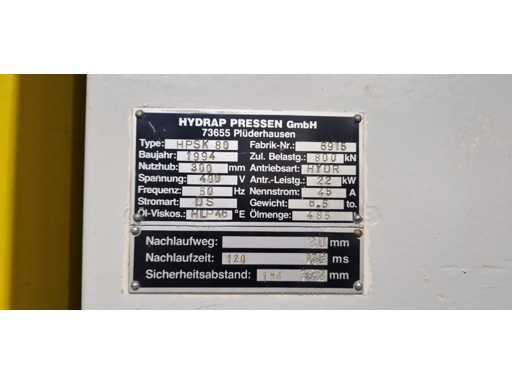 HYDRAP PRESSEN GmbH
73655 Plüderhausen
Type: HPSK 80 Fabrik-Nr.: 6916
Baujahr: 1994 Zul. Belastg.: 800 kN
Nutzhub: 300 mm Antriebsart: HYDR
Spannung: 400 V Antr.-Leistg.: 22 kW
Frequenz: 50 Hz Nennstrom: 45 A
Stromart: DS Gewicht: 6.5 to.
Öl-Viskos.: HLP46 °E Ölmenge: 485
Nachlaufweg: mm
Nachlaufzeit: 120 ms
Sicherheitsabstand: mm